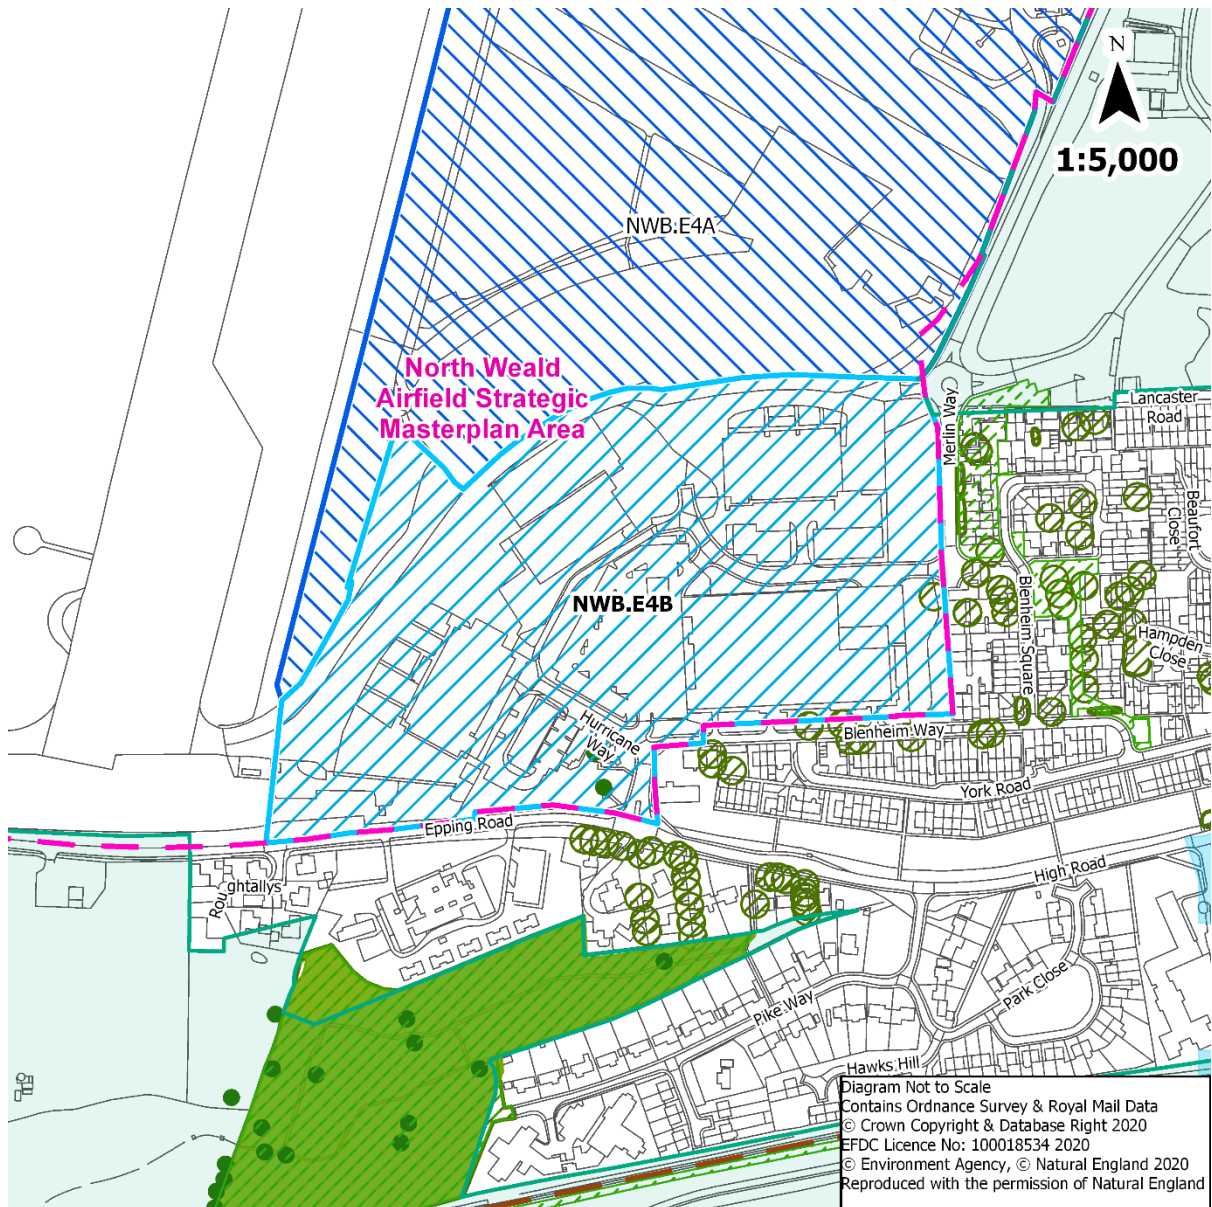 N
1:5,000
NWB.E4A
North Weald
Airfield Strategic
Masterplan Area
Merlin Way
Lancaster
Road
Beaufort
Close
NWB.E4B
Blenheim Square
Hampden
Close
Hurricane
Way
Blenheim Way
York Road
Epping Road
High Road
Roughtallys
Park Close
Pike Way
Hawks Hill
Diagram Not to Scale
Contains Ordnance Survey & Royal Mail Data
© Crown Copyright & Database Right 2020
EFDC Licence No: 100018534 2020
© Environment Agency, © Natural England 2020
Reproduced with the permission of Natural England